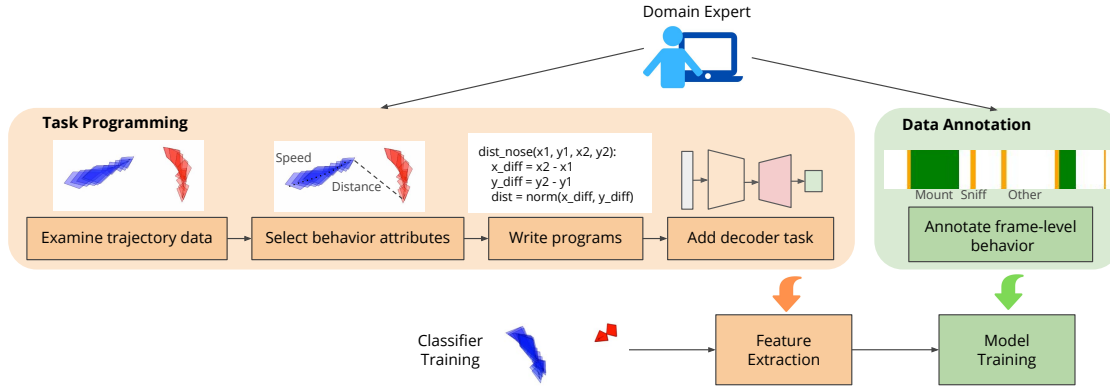 Domain Expert
Task Programming
Speed
Distance
dist_nose(x1, y1, x2, y2):
x_diff = x2 - x1
y_diff = y2 - y1
dist = norm(x_diff, y_diff)
Examine trajectory data
Select behavior attributes
Write programs
Add decoder task
Data Annotation
Mount Sniff Other
Annotate frame-level
behavior
Classifier
Training
Feature
Extraction
Model
Training